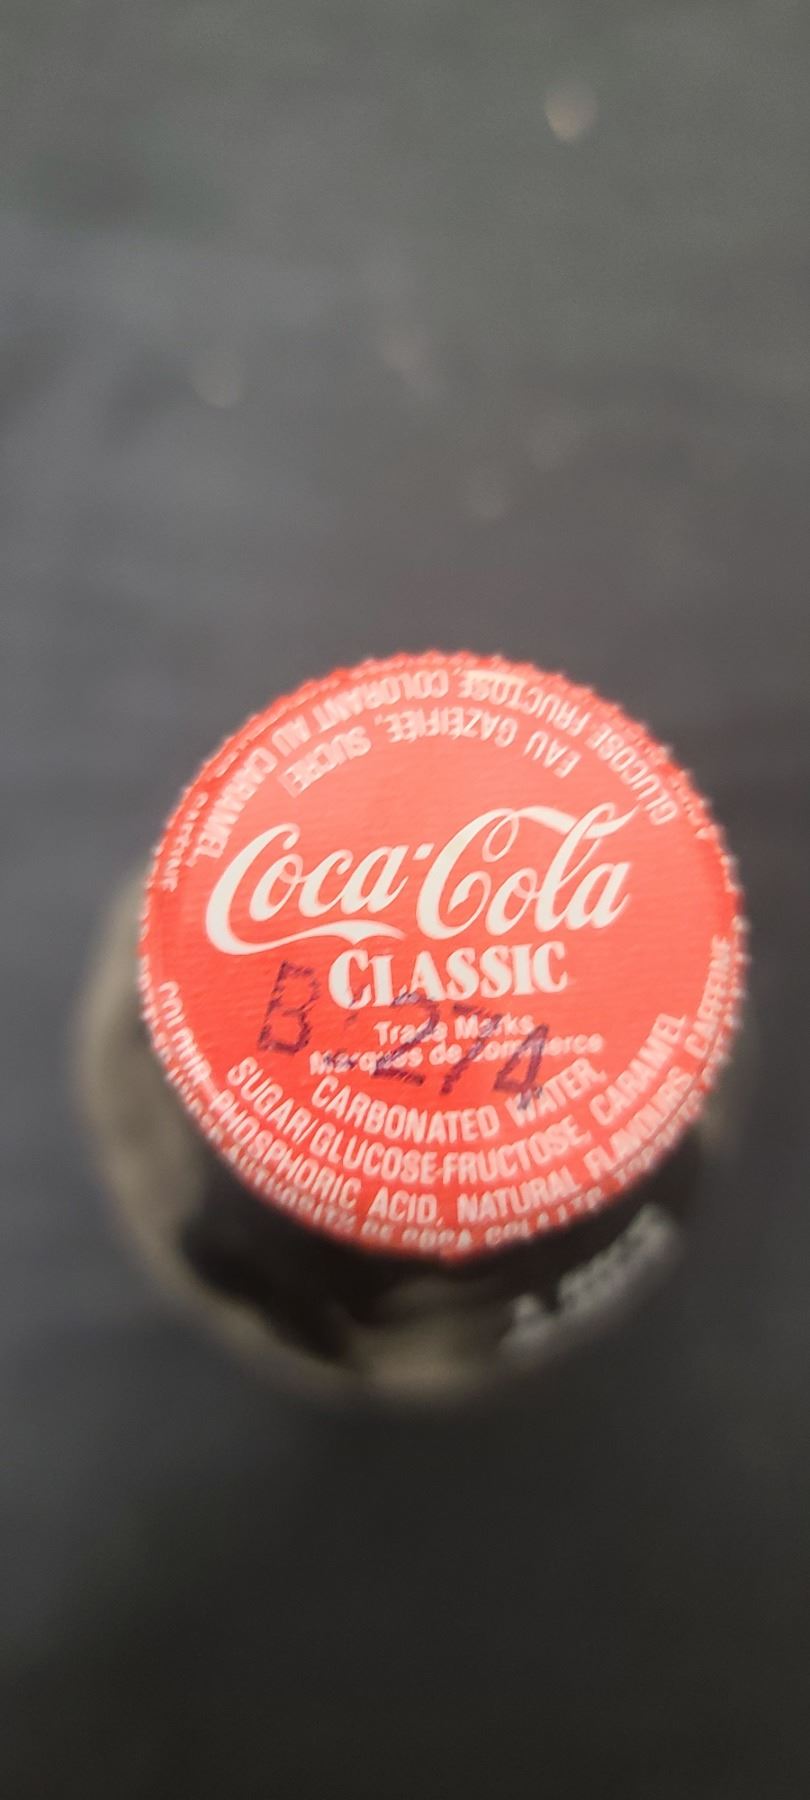 GLUCOSE FRUCTOSE COLORANT AU CARAMEL
EAU GAZÉIFIÉE, SUCRE/
Coca-Cola
CLASSIC
B:274
Trade Marks
Marques de commerce
CARBONATED WATER,
SUGAR/GLUCOSE-FRUCTOSE, CARAMEL
COLOUR PHOSPHORIC ACID, NATURAL FLAVOURS CAFFEINE